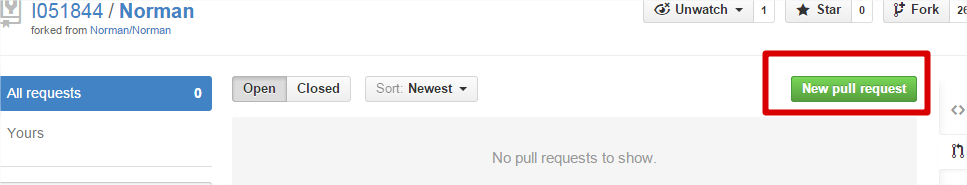 I051844 / Norman
forked from Norman/Norman
Unwatch 1
Star 0
Fork 26
All requests 0
Yours
Open Closed Sort: Newest
New pull request
No pull requests to show.